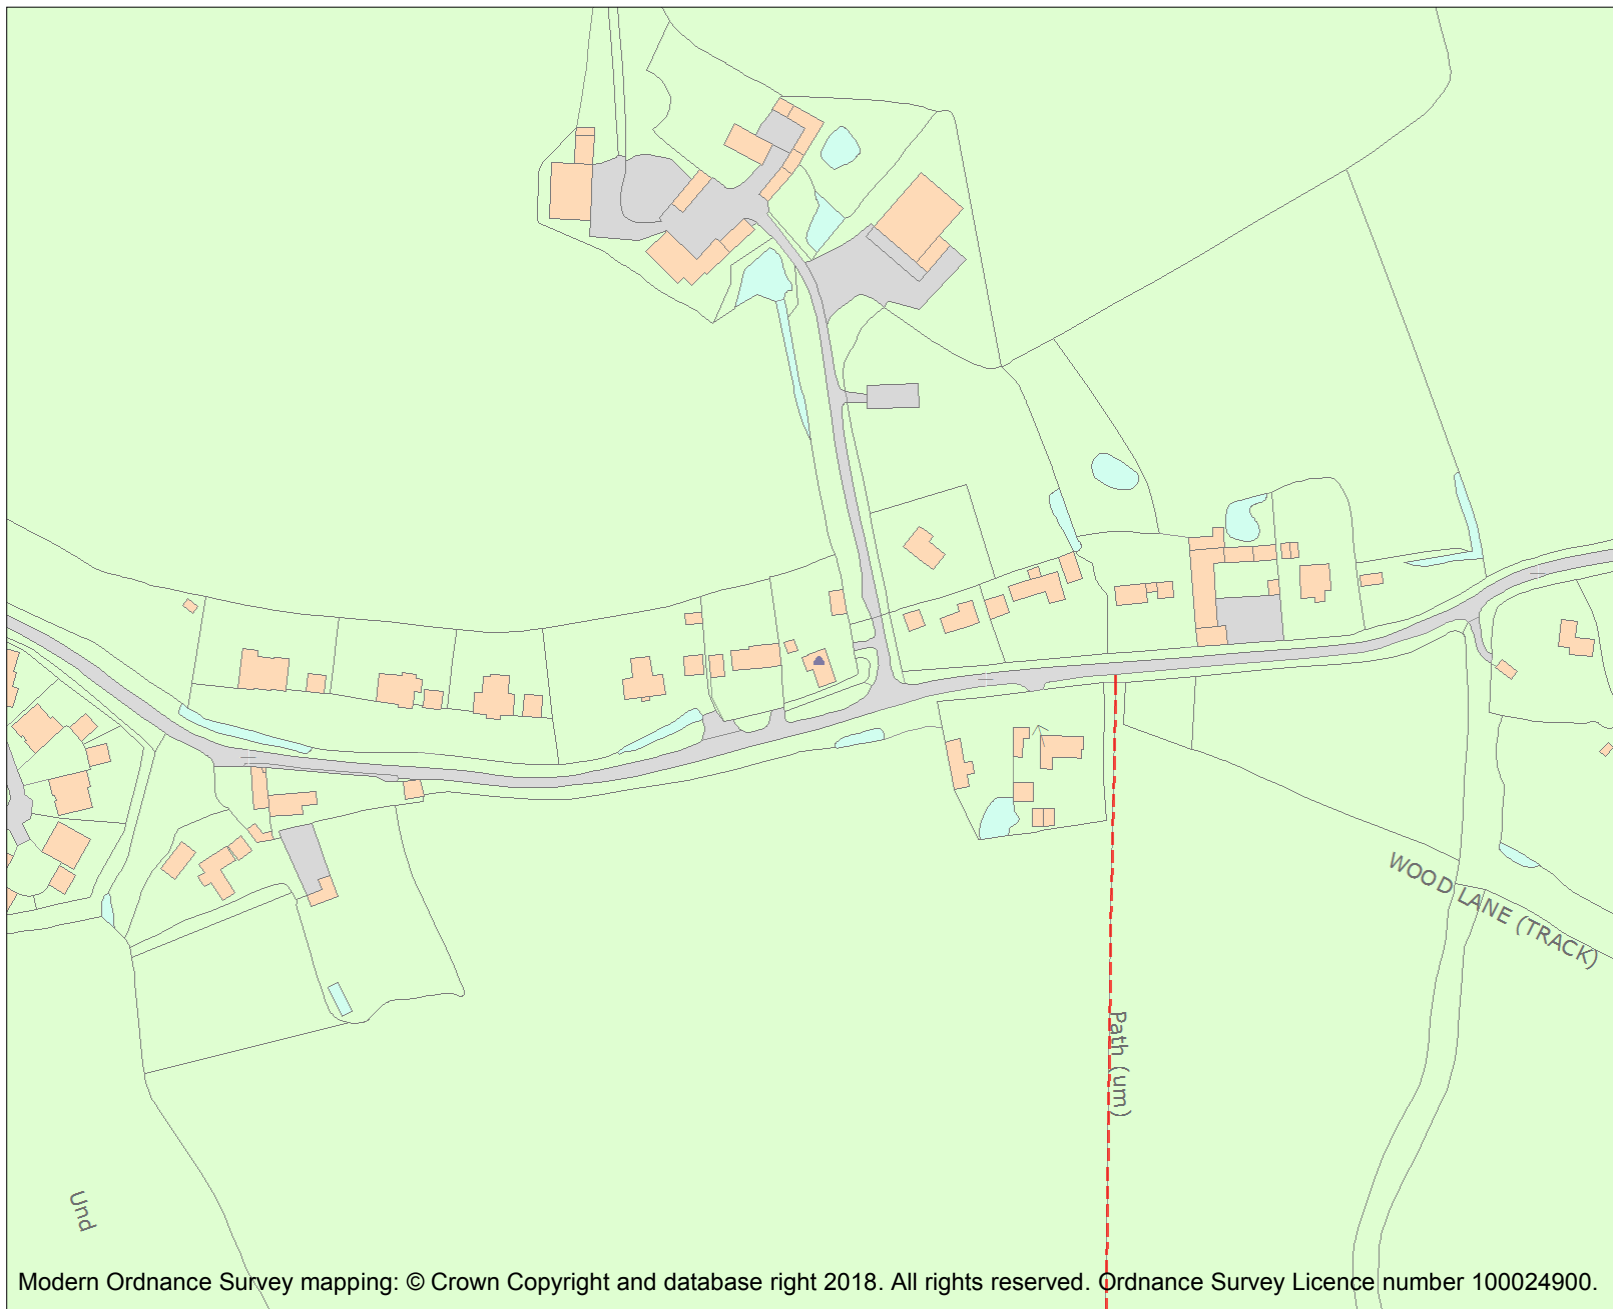 WOOD LANE (TRACK)
Path (um)
Und
Modern Ordnance Survey mapping: © Crown Copyright and database right 2018. All rights reserved. Ordnance Survey Licence number 100024900.